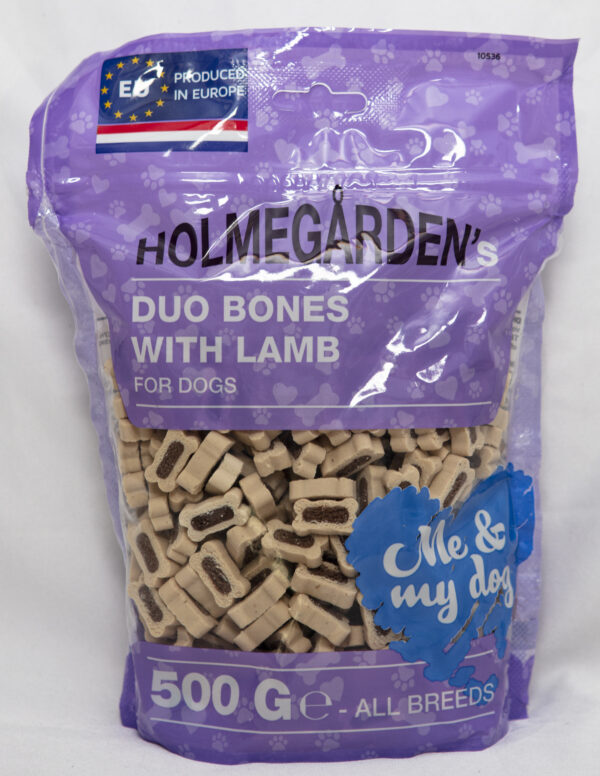 10536
EU
PRODUCED
IN EUROPE
HOLMEGÅRDEN's
DUO BONES
WITH LAMB
FOR DOGS
Me &
my dog
500 G ℮ - ALL BREEDS